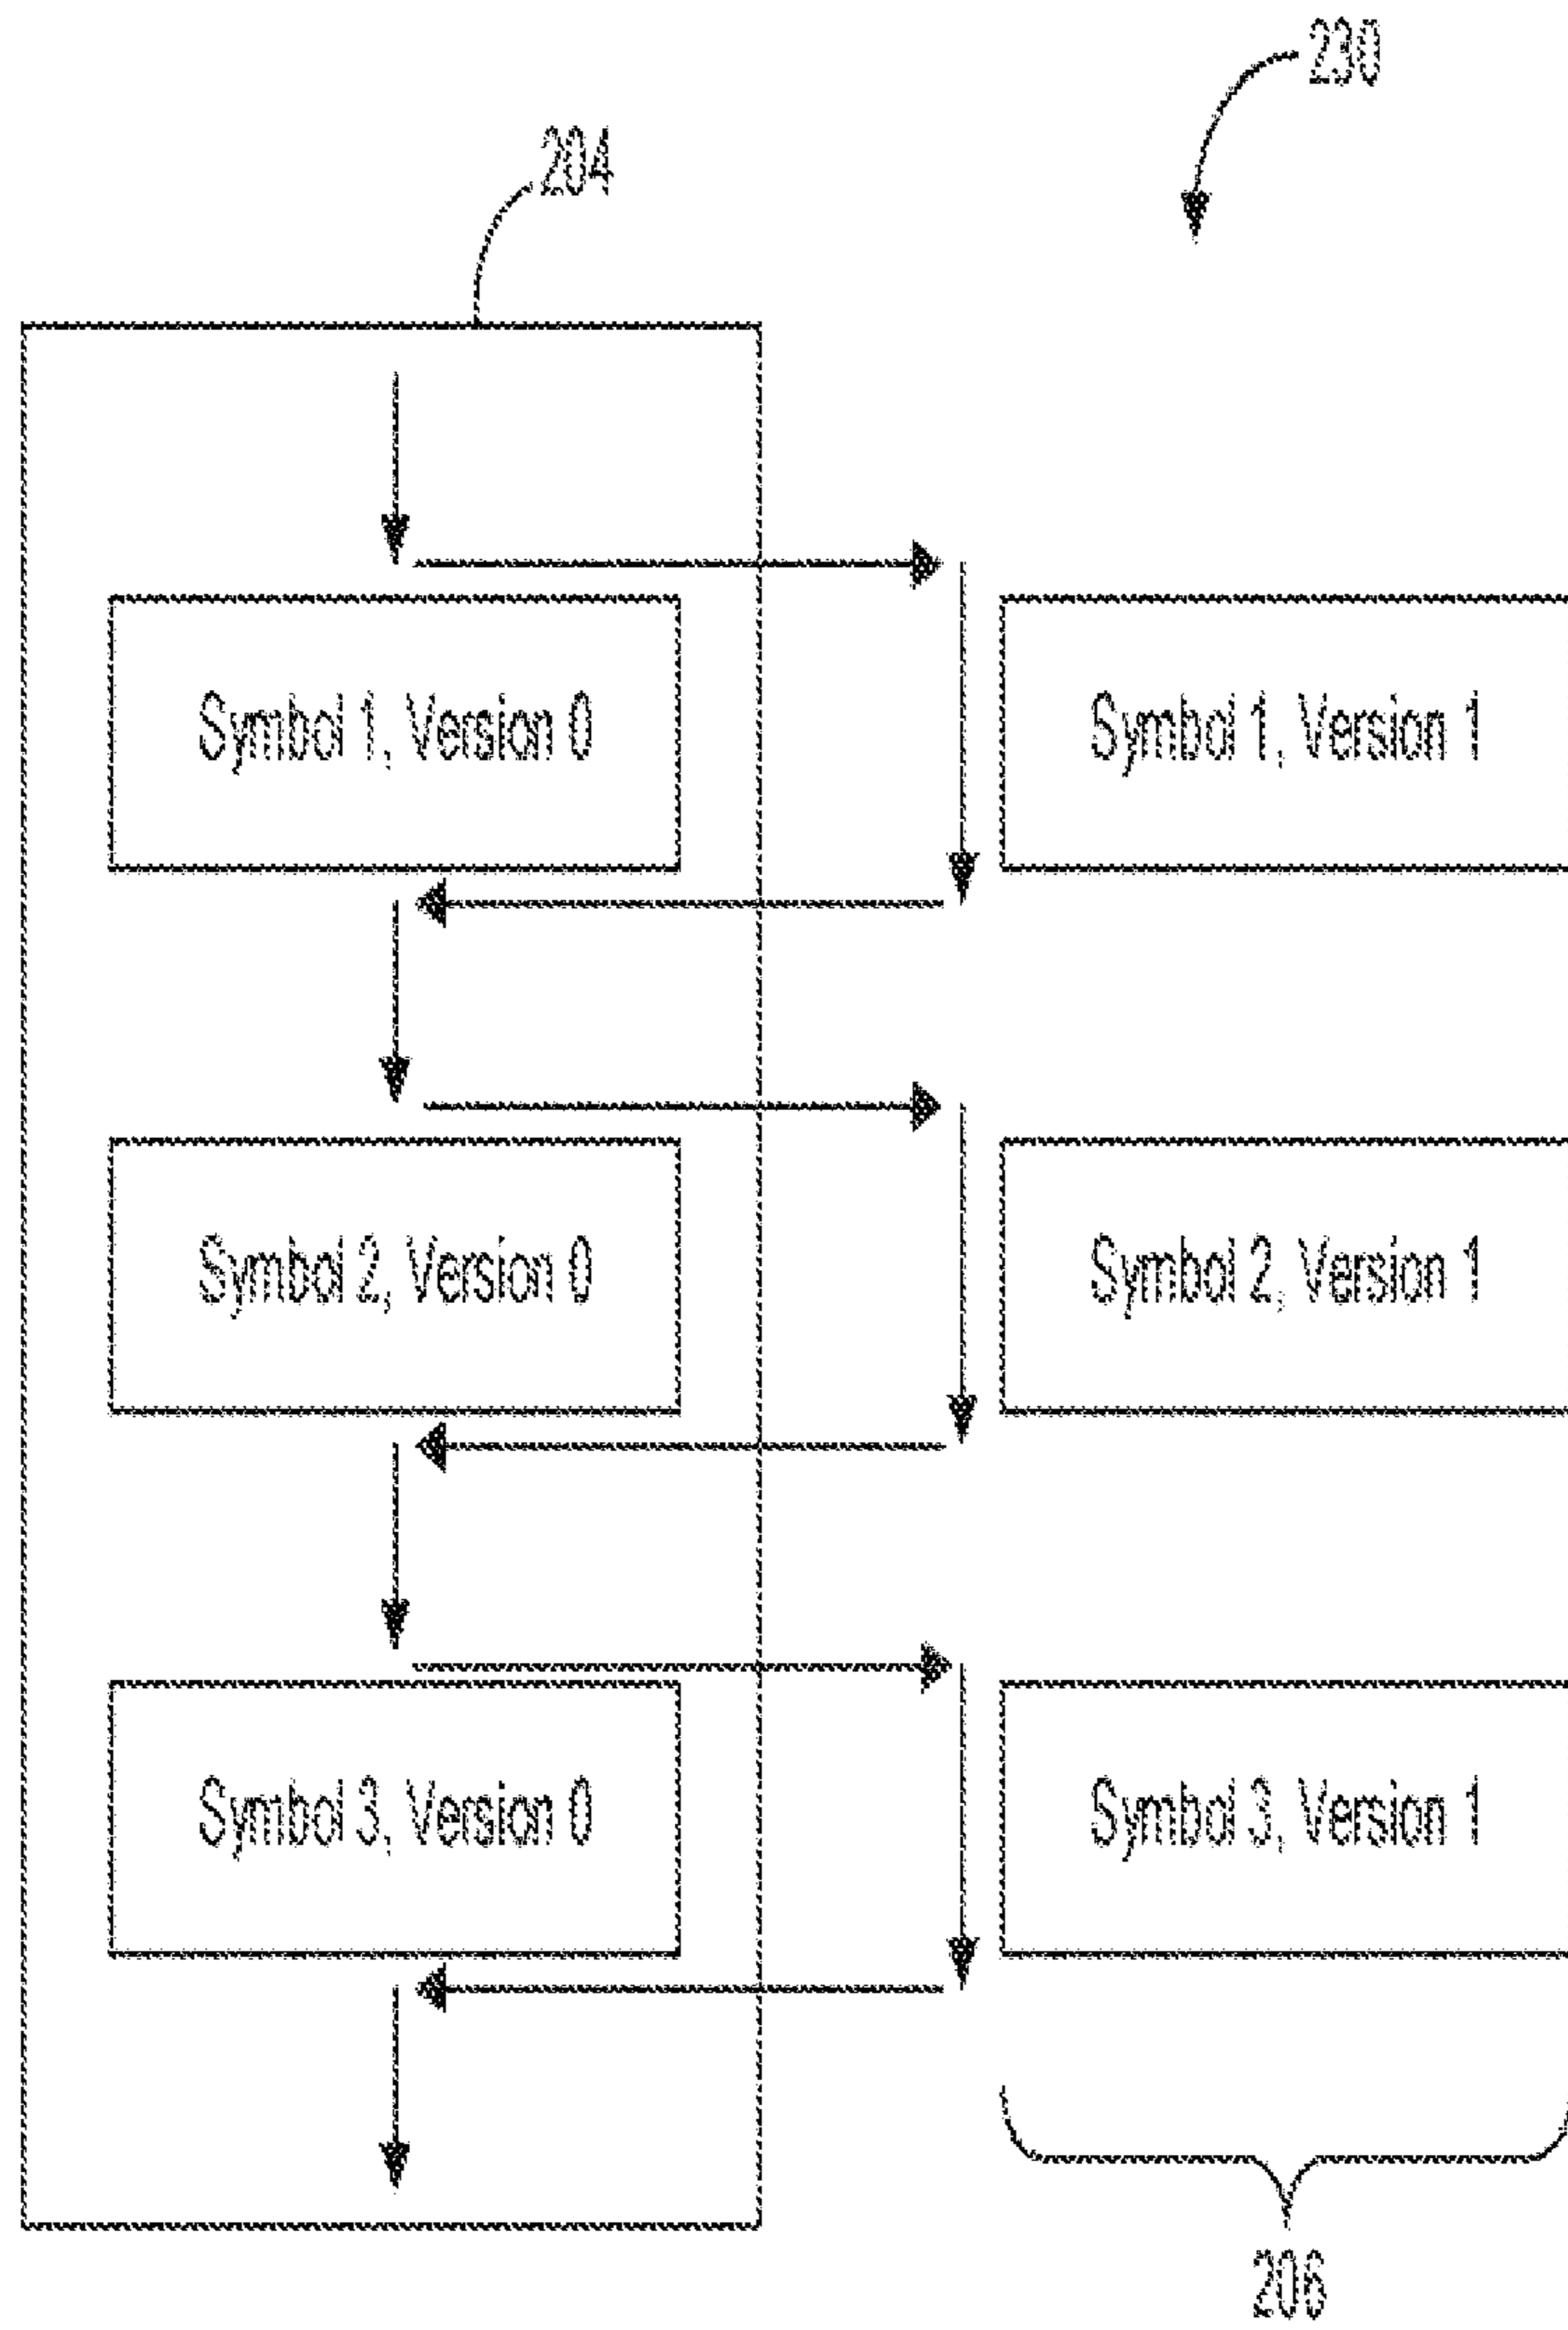 230
204
Symbol 1, Version 0
Symbol 1, Version 1
Symbol 2, Version 0
Symbol 2, Version 1
Symbol 3, Version 0
Symbol 3, Version 1
206